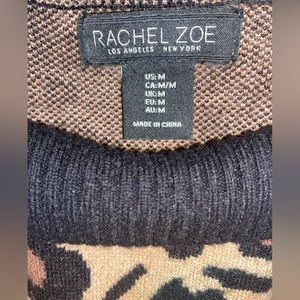 RACHEL ZOE
LOS ANGELES NEW YORK
US: M
CA: M/M
UK: M
EU: M
AU: M
MADE IN CHINA